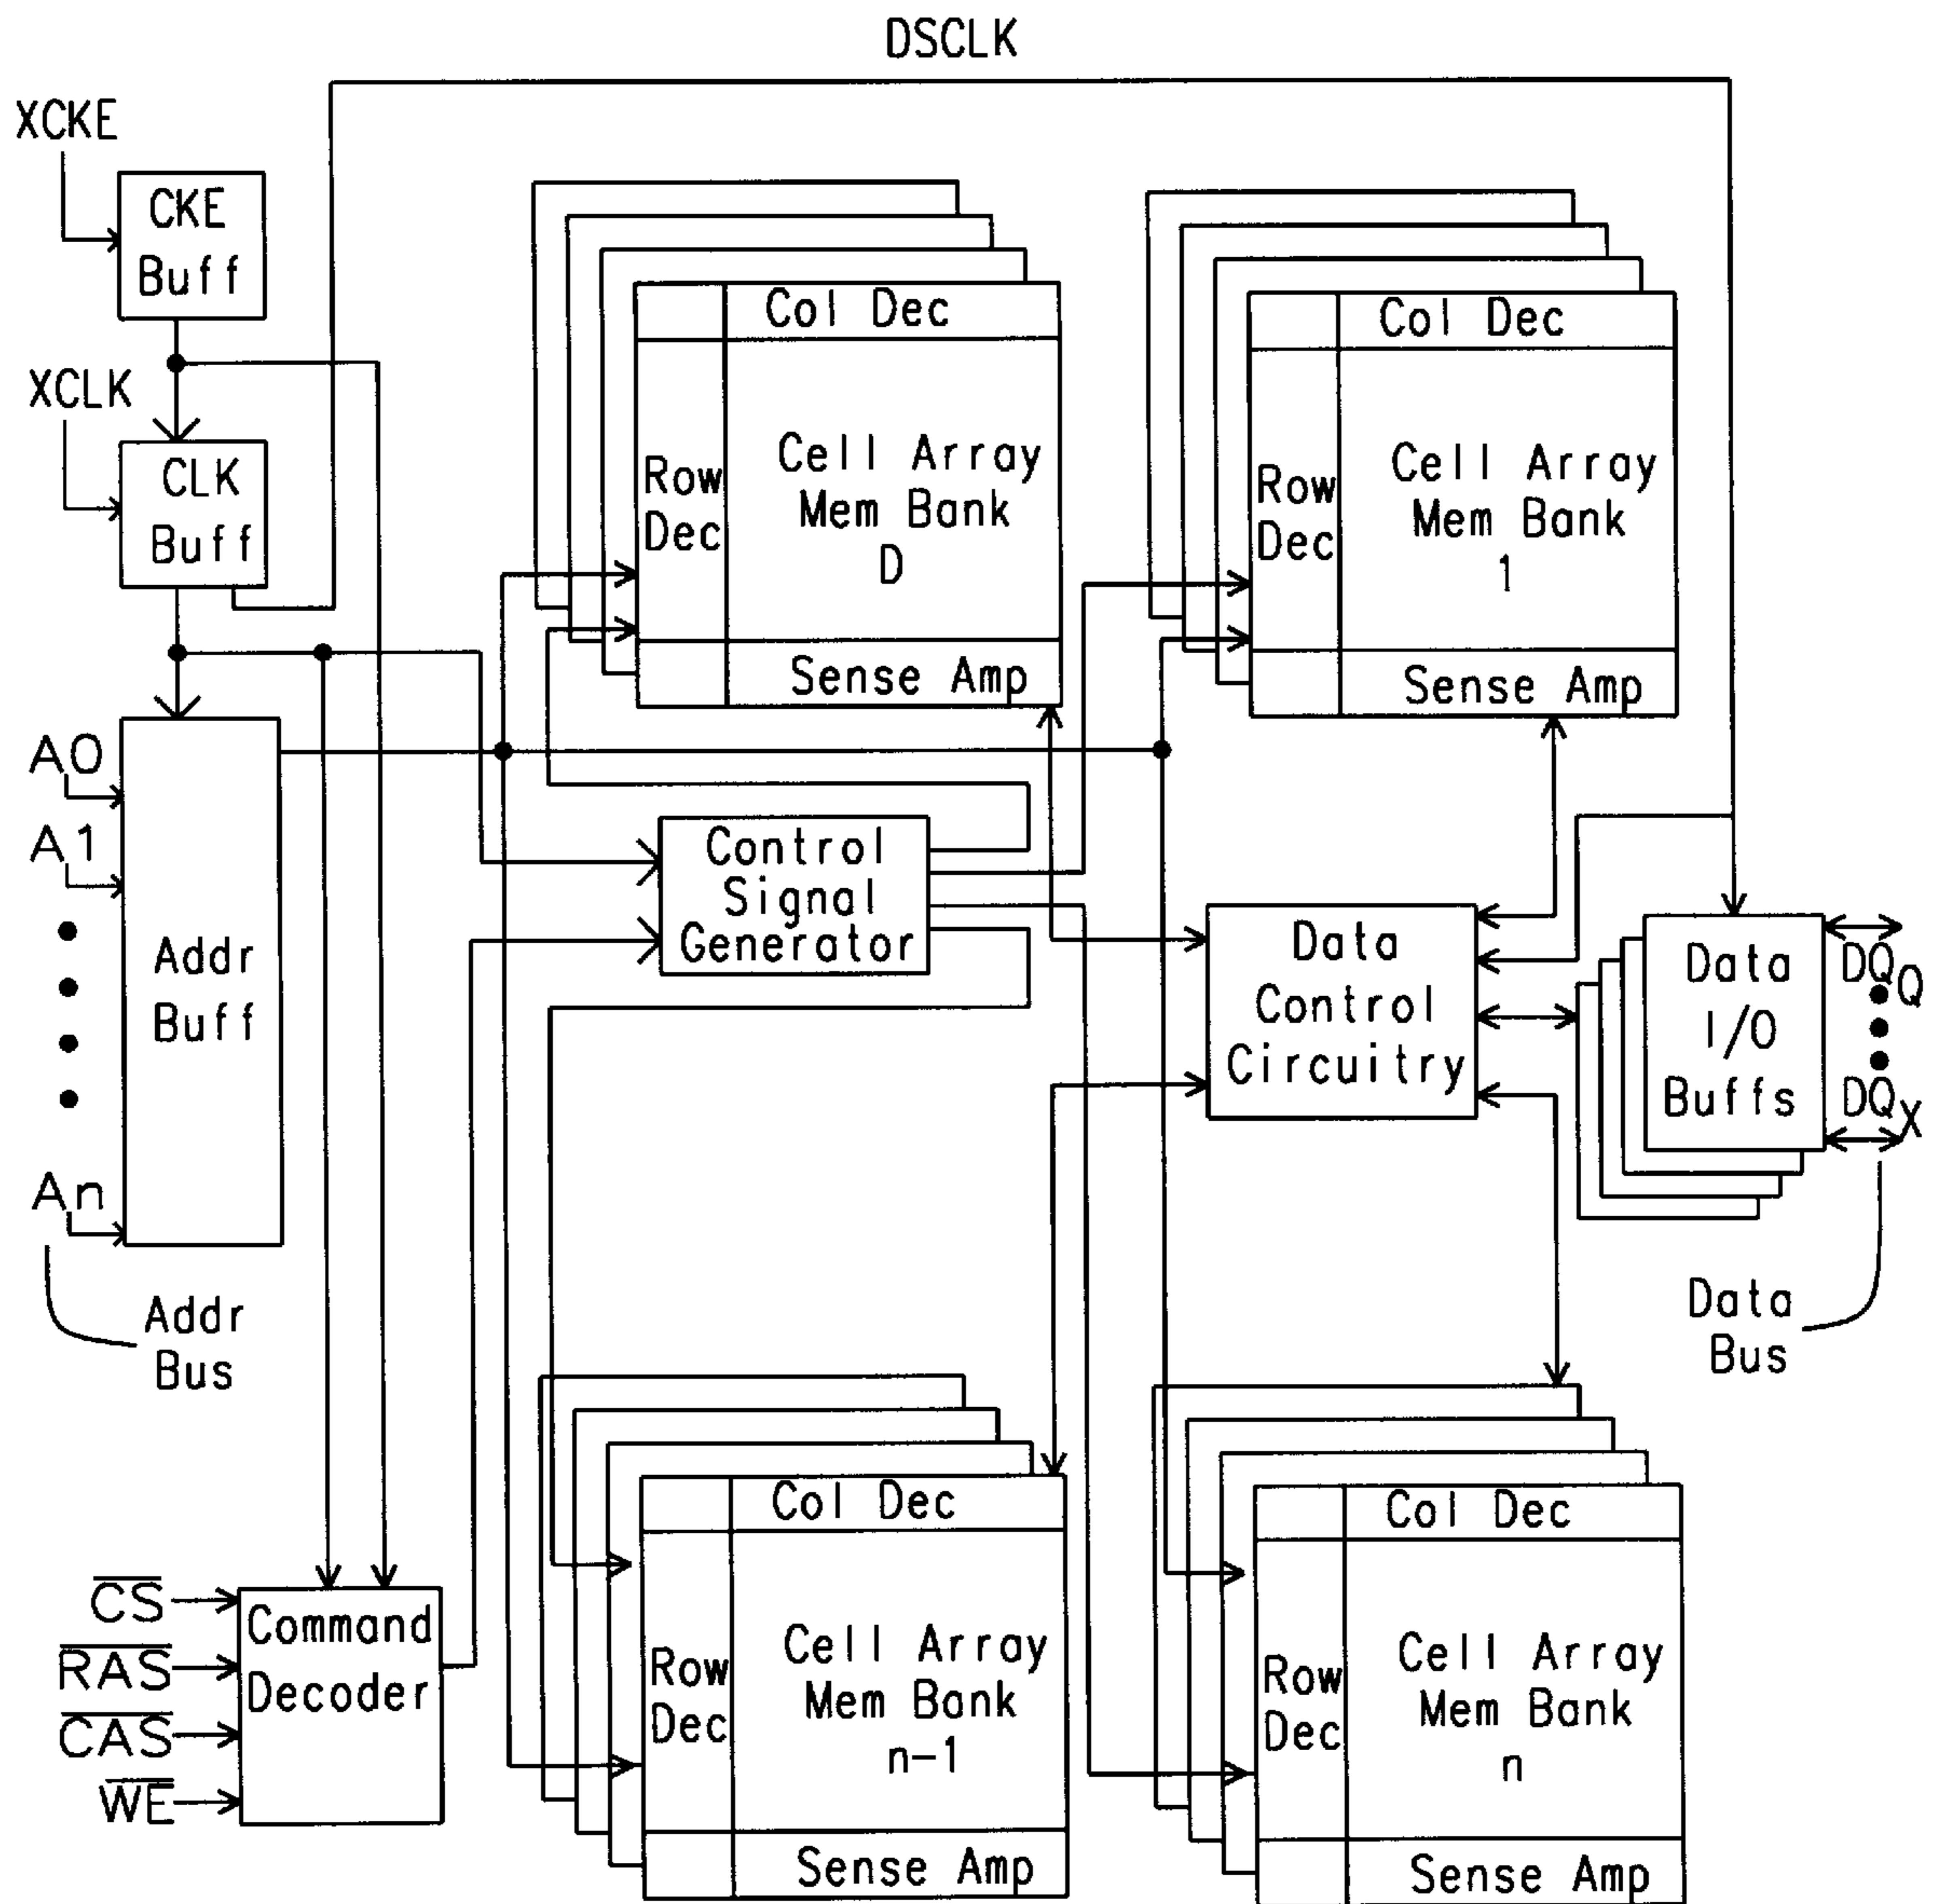 DSCLK
XCKE
CKE
Buff
XCLK
CLK
Buff
A0
A1
An
Addr
Buff
Addr
Bus
Col Dec
Row
Dec
Cell Array
Mem Bank
D
Sense Amp
Col Dec
Row
Dec
Cell Array
Mem Bank
1
Sense Amp
Control
Signal
Generator
Data
Control
Circuitry
Data
I/O
Buffs
DQQ
DQX
Data
Bus
CS
RAS
CAS
WE
Command
Decoder
Col Dec
Row
Dec
Cell Array
Mem Bank
n-1
Sense Amp
Col Dec
Row
Dec
Cell Array
Mem Bank
n
Sense Amp